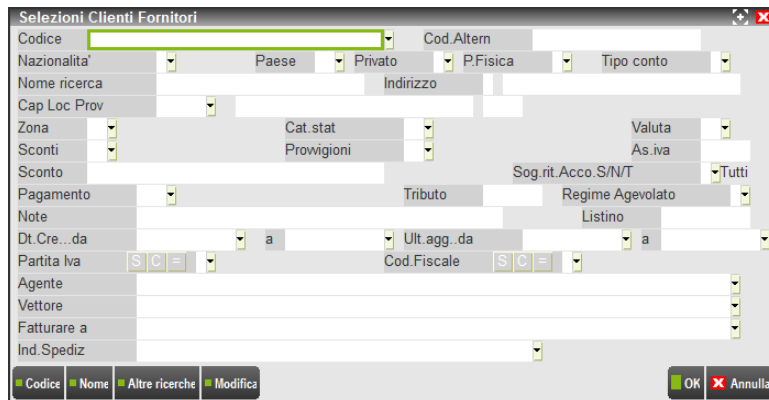 Selezioni Clienti Fornitori
Codice Cod.Altern
Nazionalita' Paese Privato P.Fisica Tipo conto
Nome ricerca Indirizzo
Cap Loc Prov
Zona Cat.stat Valuta
Sconti Provvigioni As.iva
Sconto Sog.rit.Acco.S/N/T Tutti
Pagamento Tributo Regime Agevolato
Note Listino
Dt.Cre...da a Ult.agg..da a
Partita Iva S C = Cod.Fiscale S C =
Agente
Vettore
Fatturare a
Ind.Spediz
Codice Nome Altre ricerche Modifica OK Annulla